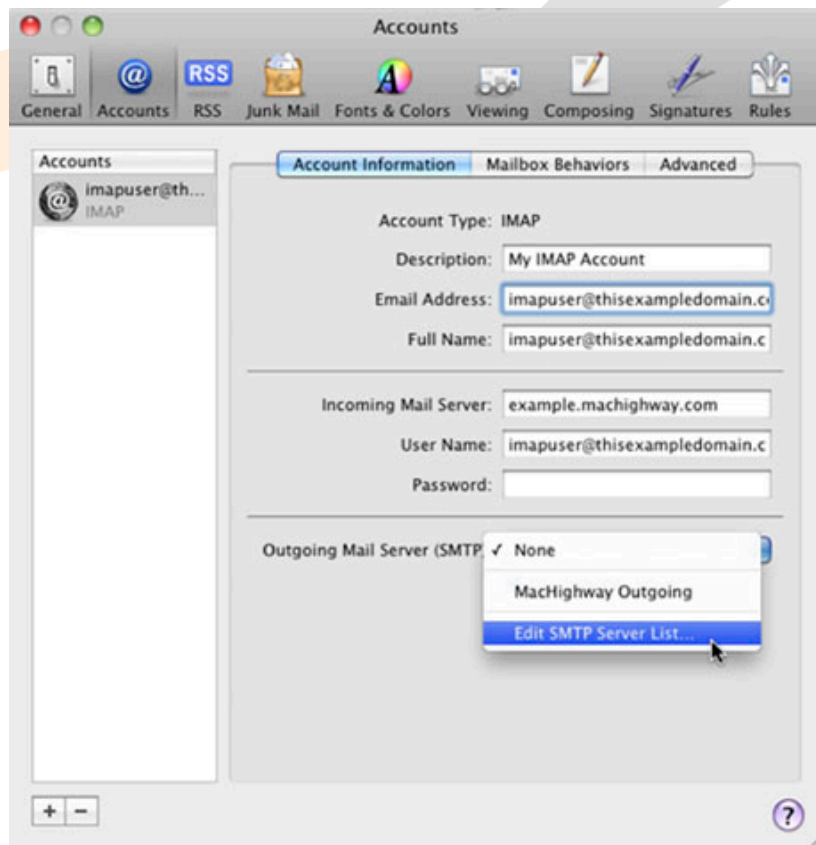 Accounts
General Accounts RSS RSS Junk Mail Fonts & Colors Viewing Composing Signatures Rules
Accounts
imapuser@th...
IMAP
Account Information Mailbox Behaviors Advanced
Account Type: IMAP
Description: My IMAP Account
Email Address: imapuser@thisexampledomain.c
Full Name: imapuser@thisexampledomain.c
Incoming Mail Server: example.machighway.com
User Name: imapuser@thisexampledomain.c
Password:
Outgoing Mail Server (SMTP) ✓ None
MacHighway Outgoing
Edit SMTP Server List...
+ − ?